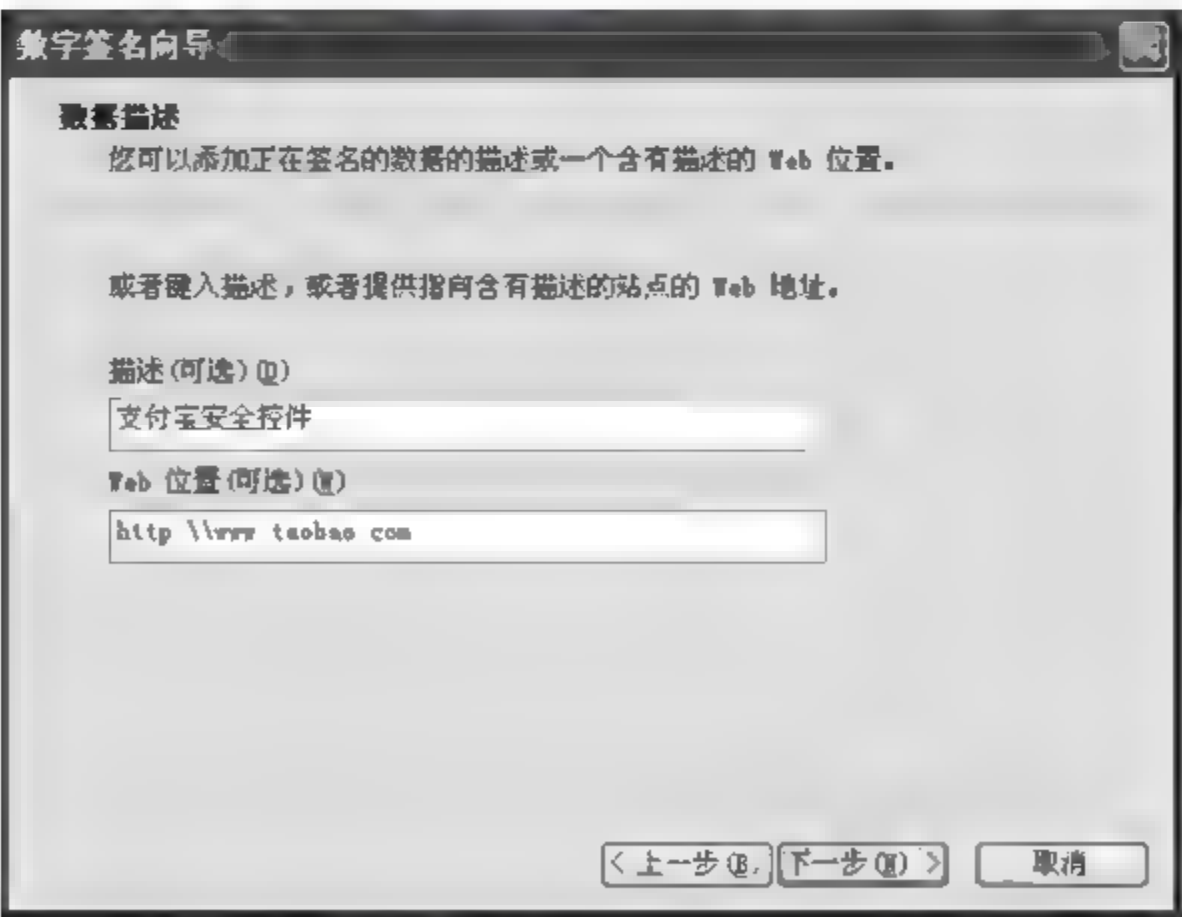 数字签名向导
数据描述
您可以添加正在签名的数据的描述或一个含有描述的 Web 位置。
或者键入描述，或者提供指向含有描述的站点的 Web 地址。
描述(可选)(D)
支付宝安全控件
Web 位置(可选)(W)
http \\www taobao com
< 上一步(B) 下一步(N) > 取消